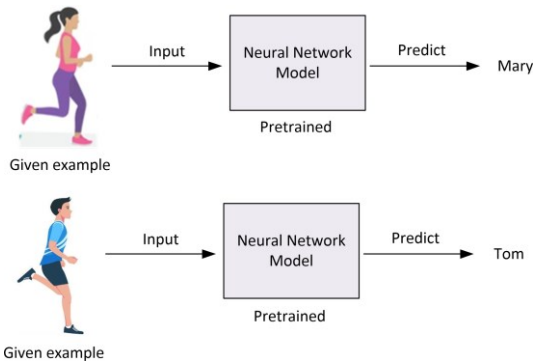 Input
Neural Network
Model
Predict
Mary
Pretrained
Given example
Input
Neural Network
Model
Predict
Tom
Pretrained
Given example